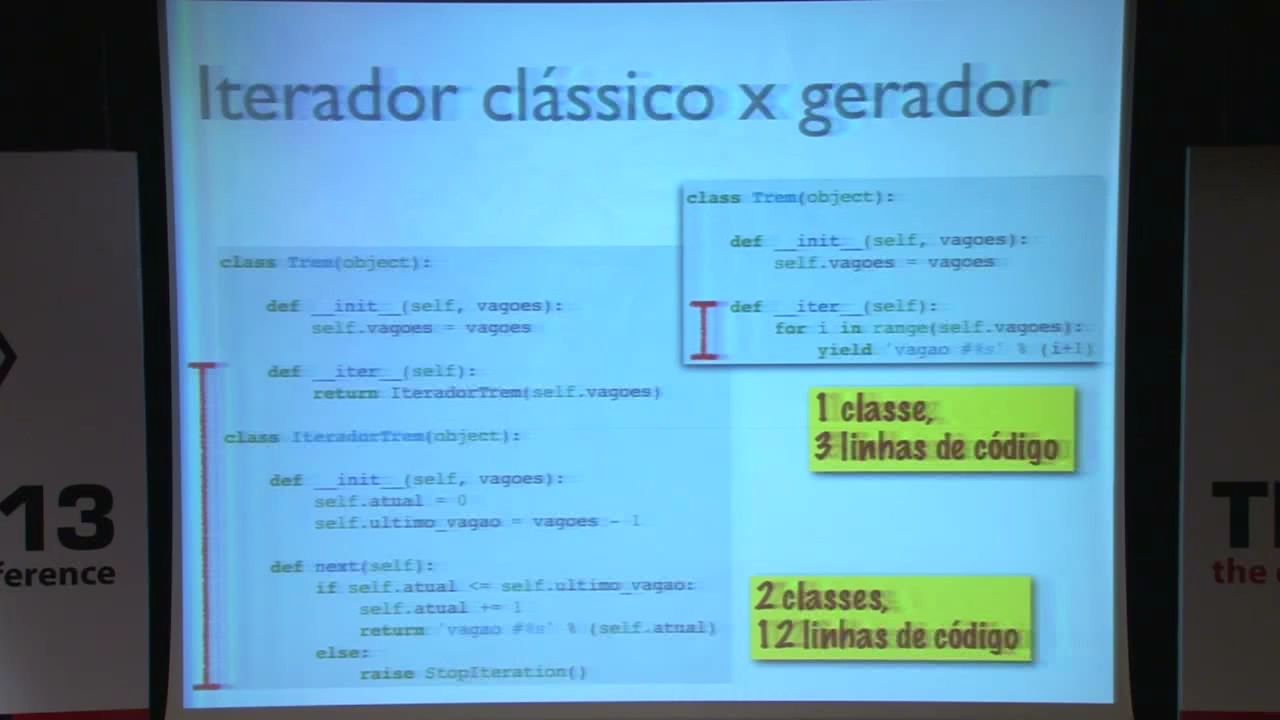 Iterador clássico x gerador
class Trem(object):
    def __init__(self, vagoes):
        self.vagoes = vagoes
    def __iter__(self):
        return IteradorTrem(self.vagoes)
class IteradorTrem(object):
    def __init__(self, vagoes):
        self.atual = 0
        self.ultimo_vagao = vagoes - 1
    def next(self):
        if self.atual <= self.ultimo_vagao:
            self.atual += 1
            return 'vagao #%s' % (self.atual)
        else:
            raise StopIteration()
class Trem(object):
    def __init__(self, vagoes):
        self.vagoes = vagoes
    def __iter__(self):
        for i in range(self.vagoes):
            yield 'vagao #%s' % (i+1)
1 classe,
3 linhas de código
2 classes,
12 linhas de código
13
the